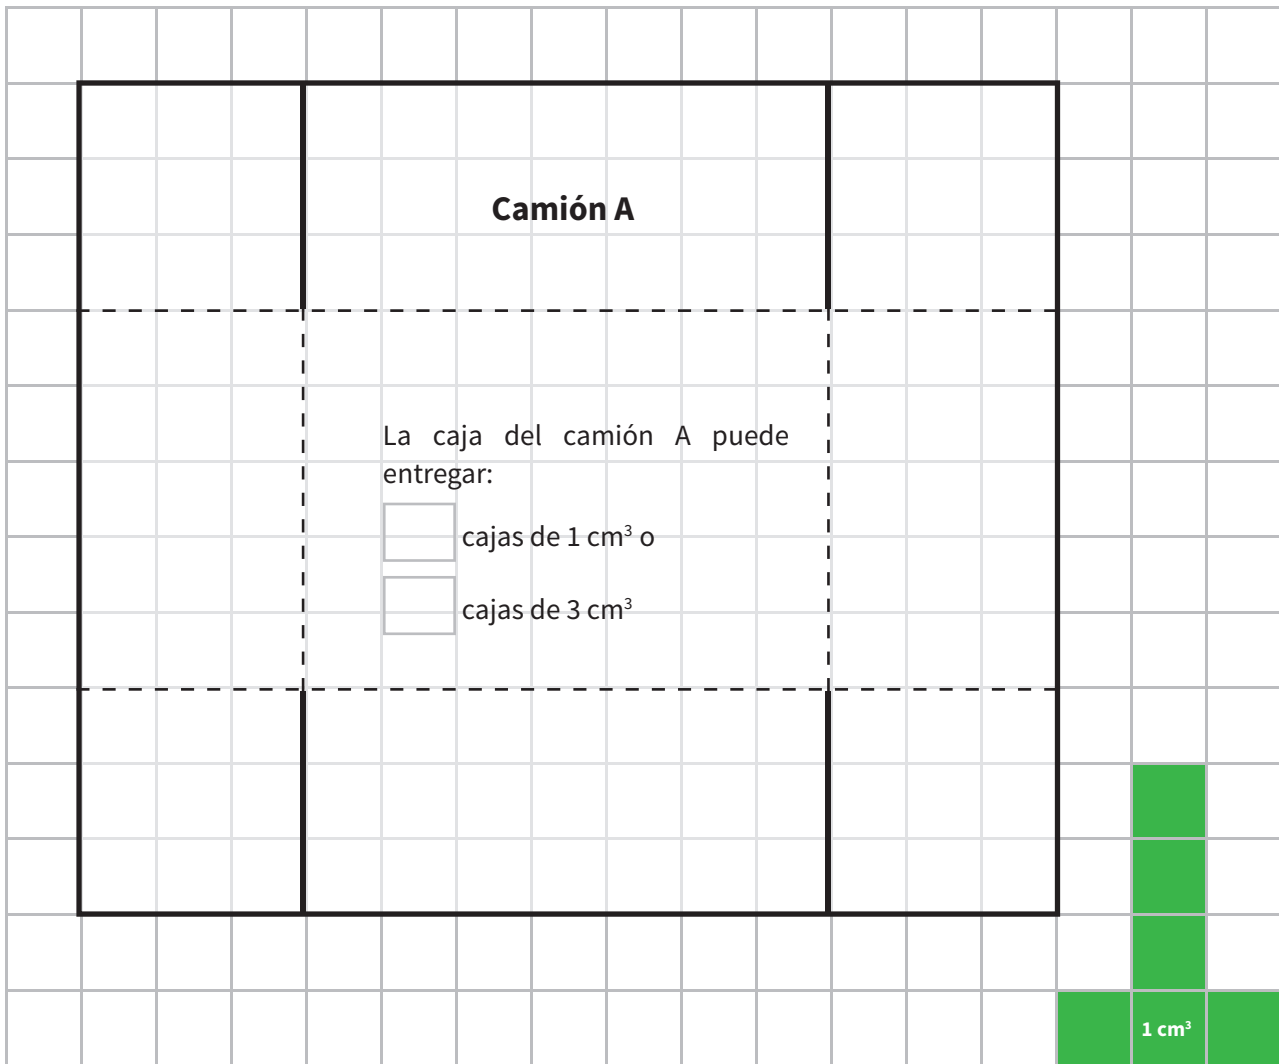 Camión A
La caja del camión A puede
entregar:
cajas de 1 cm³ o
cajas de 3 cm³
1 cm³